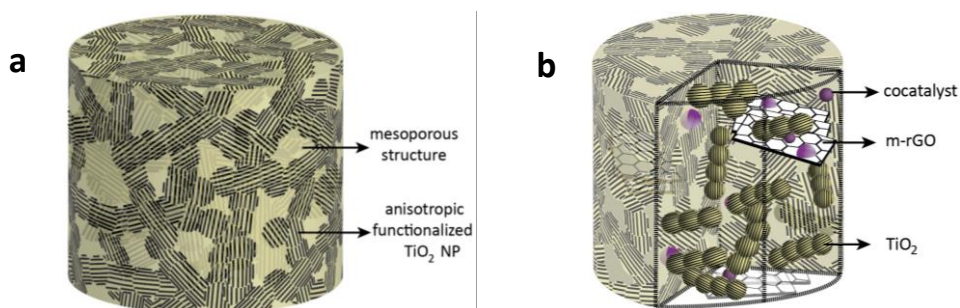 a
mesoporous
structure
anisotropic
functionalized
TiO₂ NP
b
cocatalyst
m-rGO
TiO₂